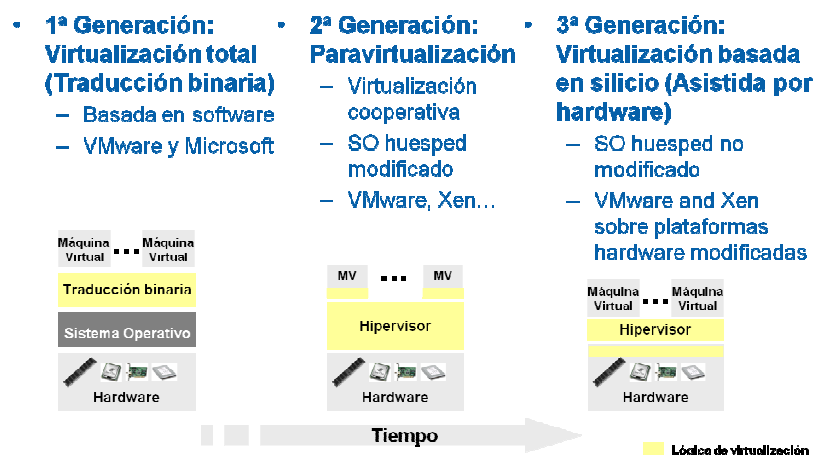 • 1ª Generación:
Virtualización total
(Traducción binaria)
– Basada en software
– VMware y Microsoft
• 2ª Generación:
Paravirtualización
– Virtualización
cooperativa
– SO huesped
modificado
– VMware, Xen...
• 3ª Generación:
Virtualización basada
en silicio (Asistida por
hardware)
– SO huesped no
modificado
– VMware and Xen
sobre plataformas
hardware modificadas
Máquina
Virtual
...
Máquina
Virtual
Traducción binaria
Sistema Operativo
Hardware
MV
...
MV
Hipervisor
Hardware
Máquina
Virtual
...
Máquina
Virtual
Hipervisor
Hardware
Tiempo
Lógica de virtualización